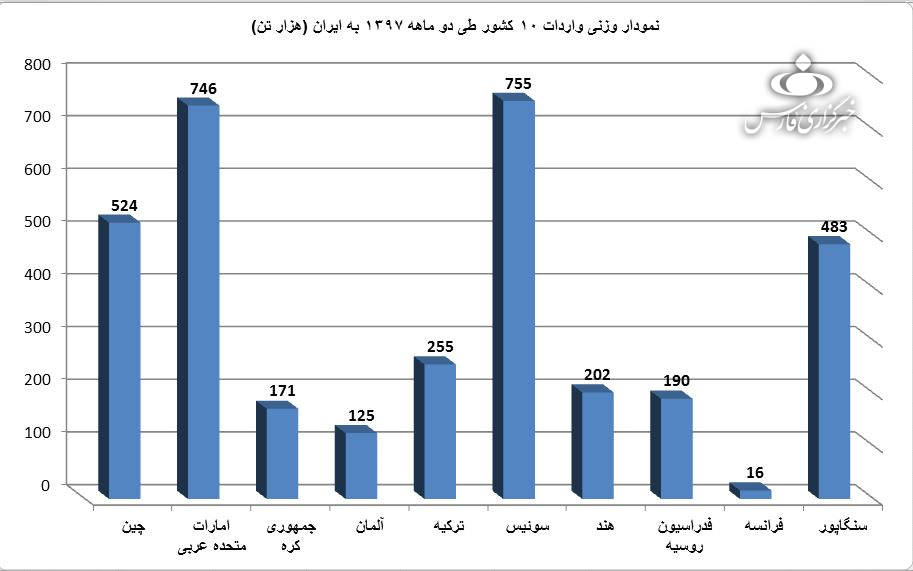 نمودار وزنی واردات ۱۰ کشور طی دو ماهه ۱۳۹۷ به ایران (هزار تن)
خبرگزاری فارس
800
700
600
500
400
300
200
100
0
524
746
171
125
255
755
202
190
16
483
چین
امارات
متحده عربی
جمهوری
کره
آلمان
ترکیه
سوئیس
هند
فدراسیون
روسیه
فرانسه
سنگاپور